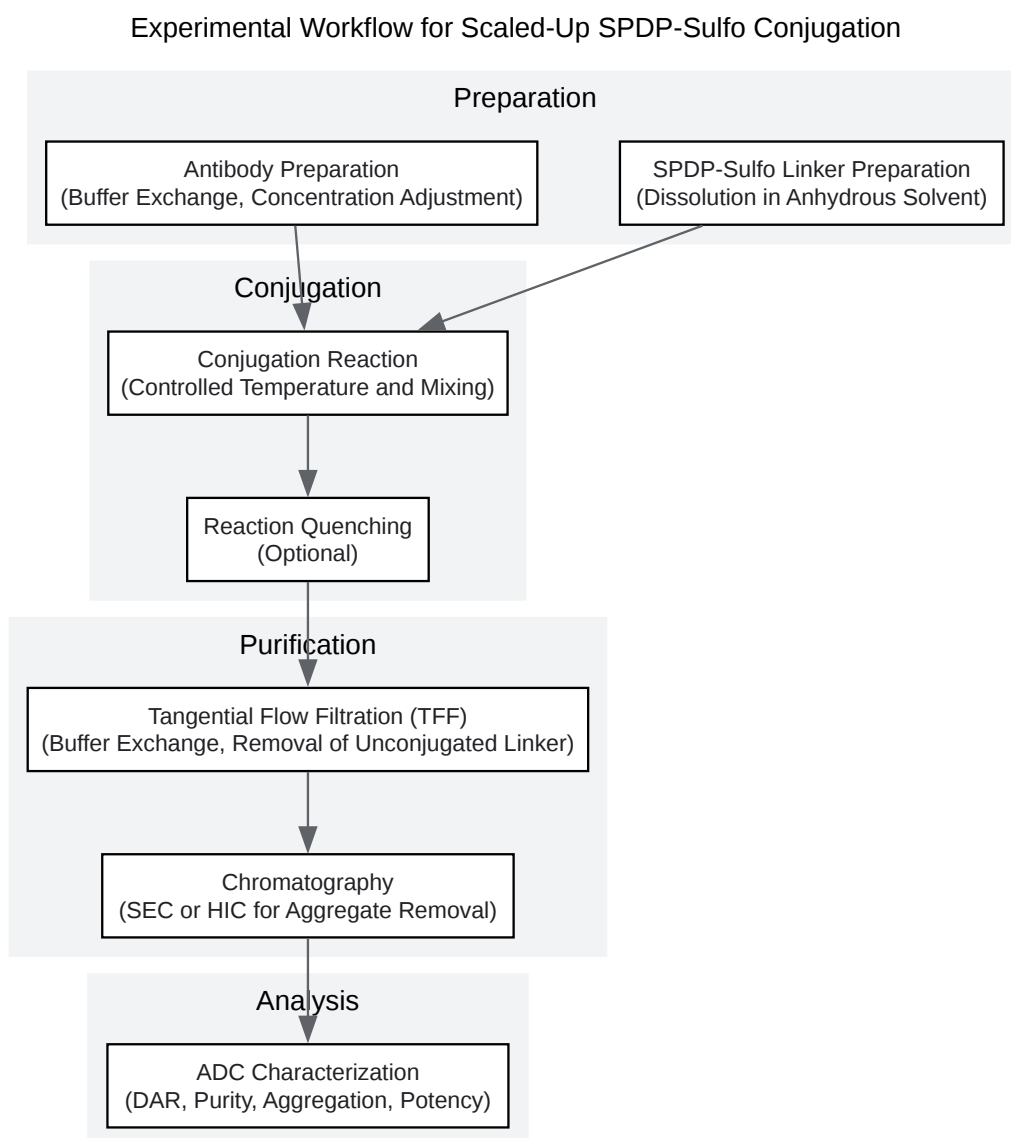 Experimental Workflow for Scaled-Up SPDP-Sulfo Conjugation
Preparation
Antibody Preparation
(Buffer Exchange, Concentration Adjustment)
SPDP-Sulfo Linker Preparation
(Dissolution in Anhydrous Solvent)
Conjugation
Conjugation Reaction
(Controlled Temperature and Mixing)
Reaction Quenching
(Optional)
Purification
Tangential Flow Filtration (TFF)
(Buffer Exchange, Removal of Unconjugated Linker)
Chromatography
(SEC or HIC for Aggregate Removal)
Analysis
ADC Characterization
(DAR, Purity, Aggregation, Potency)